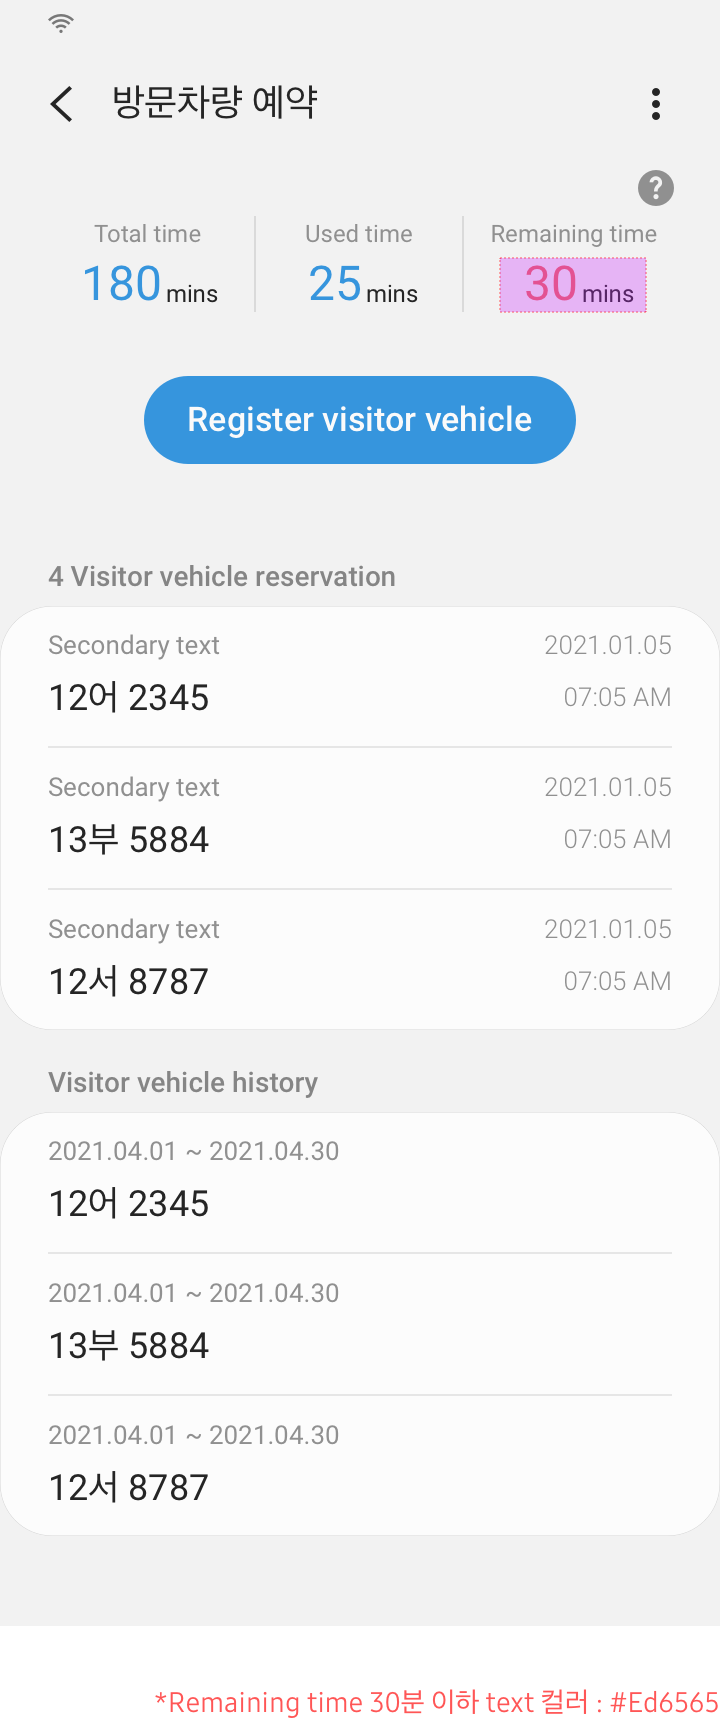 방문차량 예약
?
Total time
Used time
Remaining time
180 mins
25 mins
30 mins
Register visitor vehicle
4 Visitor vehicle reservation
Secondary text
2021.01.05
12어 2345
07:05 AM
Secondary text
2021.01.05
13부 5884
07:05 AM
Secondary text
2021.01.05
12서 8787
07:05 AM
Visitor vehicle history
2021.04.01 ~ 2021.04.30
12어 2345
2021.04.01 ~ 2021.04.30
13부 5884
2021.04.01 ~ 2021.04.30
12서 8787
*Remaining time 30분 이하 text 컬러 : #Ed6565